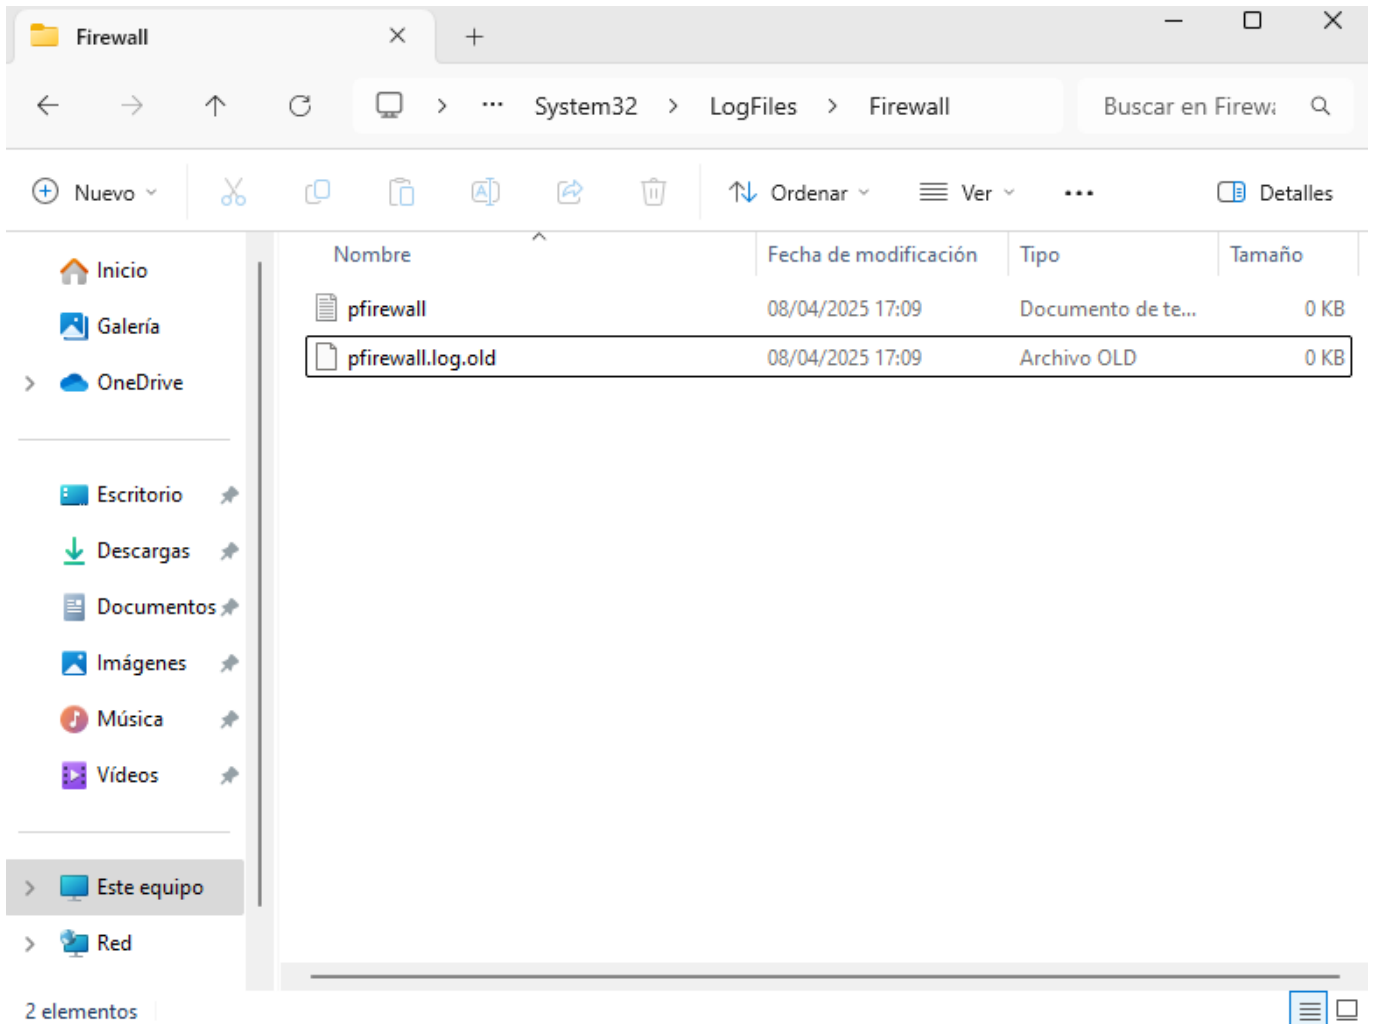 Firewall
System32 > LogFiles > Firewall
Buscar en Firewa
Nuevo
Ordenar
Ver
Detalles
Nombre
Fecha de modificación
Tipo
Tamaño
pfirewall 08/04/2025 17:09 Documento de te... 0 KB
pfirewall.log.old 08/04/2025 17:09 Archivo OLD 0 KB
Inicio
Galería
OneDrive
Escritorio
Descargas
Documentos
Imágenes
Música
Vídeos
Este equipo
Red
2 elementos